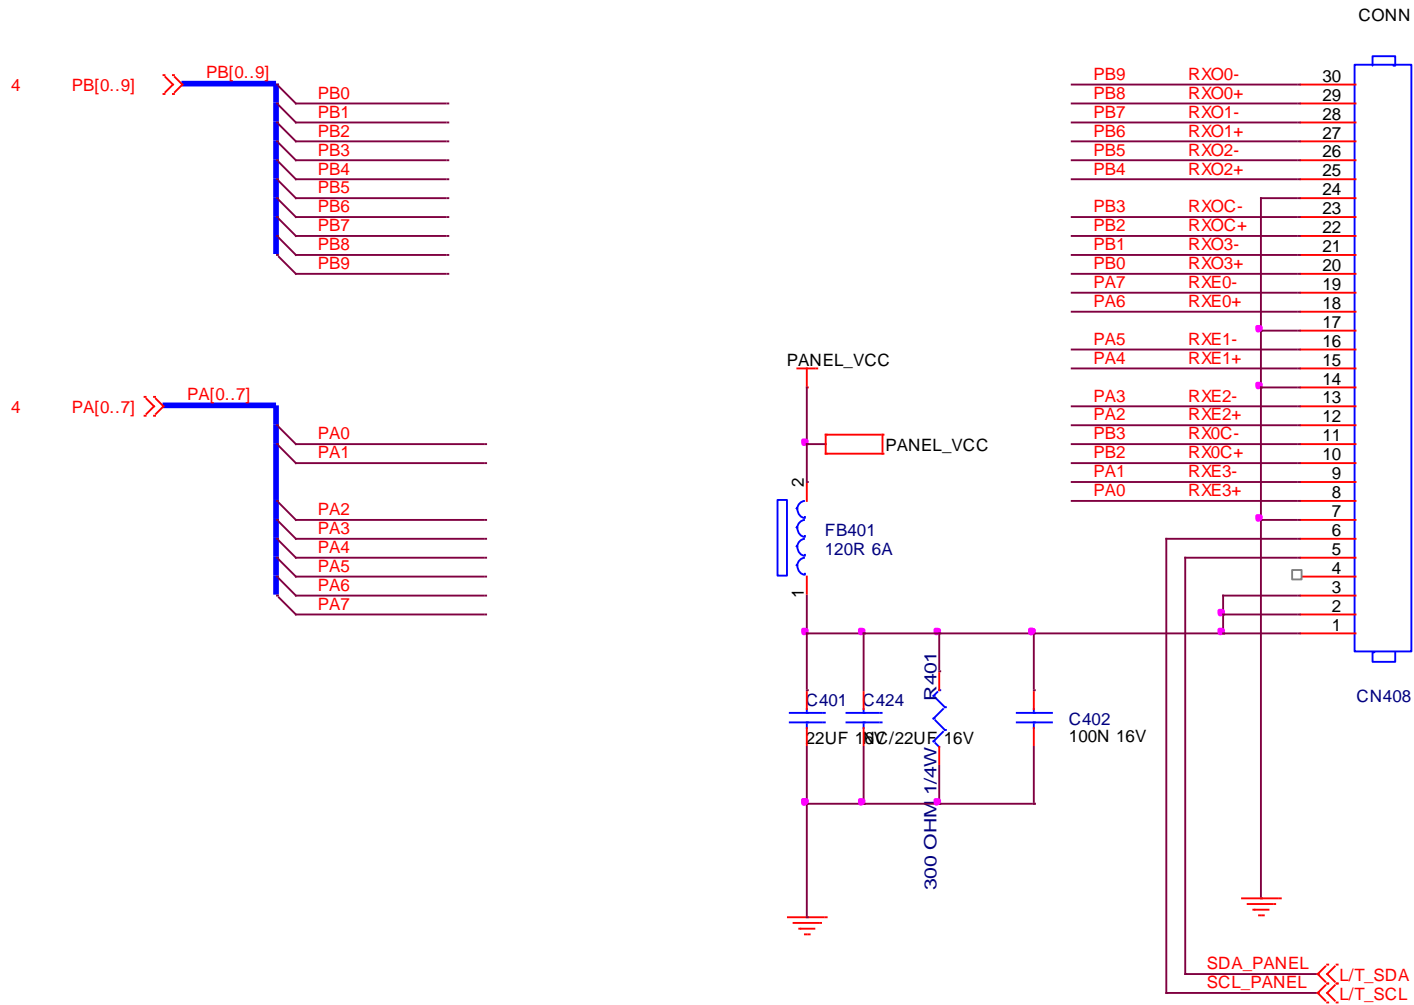 CONN
4 PB[0..9] PB[0..9]
PB0
PB1
PB2
PB3
PB4
PB5
PB6
PB7
PB8
PB9
4 PA[0..7] PA[0..7]
PA0
PA1
PA2
PA3
PA4
PA5
PA6
PA7
PANEL_VCC
PANEL_VCC
2
FB401
120R 6A
1
C401
22UF 16V
C424
NC/22UF 16V
R401
300 OHM 1/4W
C402
100N 16V
PB9 RXO0- 30
PB8 RXO0+ 29
PB7 RXO1- 28
PB6 RXO1+ 27
PB5 RXO2- 26
PB4 RXO2+ 25
24
PB3 RXOC- 23
PB2 RXOC+ 22
PB1 RXO3- 21
PB0 RXO3+ 20
PA7 RXE0- 19
PA6 RXE0+ 18
17
PA5 RXE1- 16
PA4 RXE1+ 15
14
PA3 RXE2- 13
PA2 RXE2+ 12
PB3 RX0C- 11
PB2 RX0C+ 10
PA1 RXE3- 9
PA0 RXE3+ 8
7
6
5
4
3
2
1
CN408
SDA_PANEL L/T_SDA
SCL_PANEL L/T_SCL